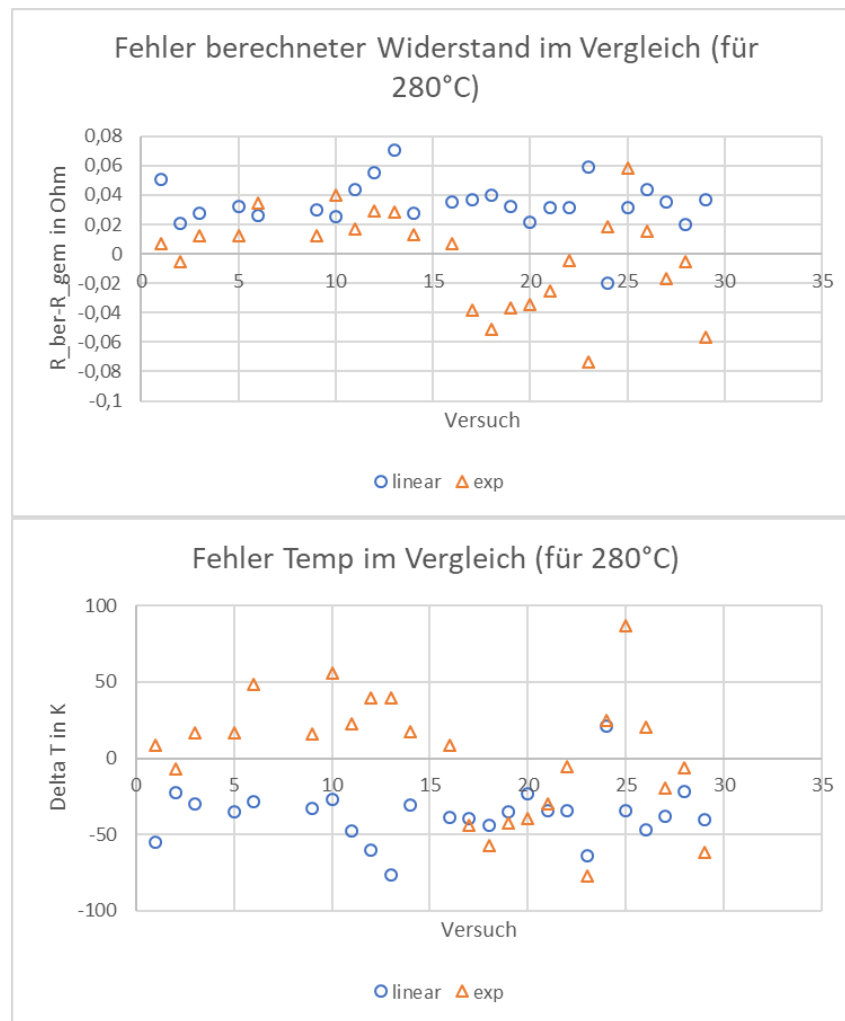 Fehler berechneter Widerstand im Vergleich (für
280°C)
R_ber-R_gem in Ohm
0,08
0,06
0,04
0,02
0
-0,02
-0,04
-0,06
-0,08
-0,1
0 5 10 15 20 25 30 35
Versuch
linear exp
Fehler Temp im Vergleich (für 280°C)
Delta T in K
100
50
0
-50
-100
0 5 10 15 20 25 30 35
Versuch
linear exp